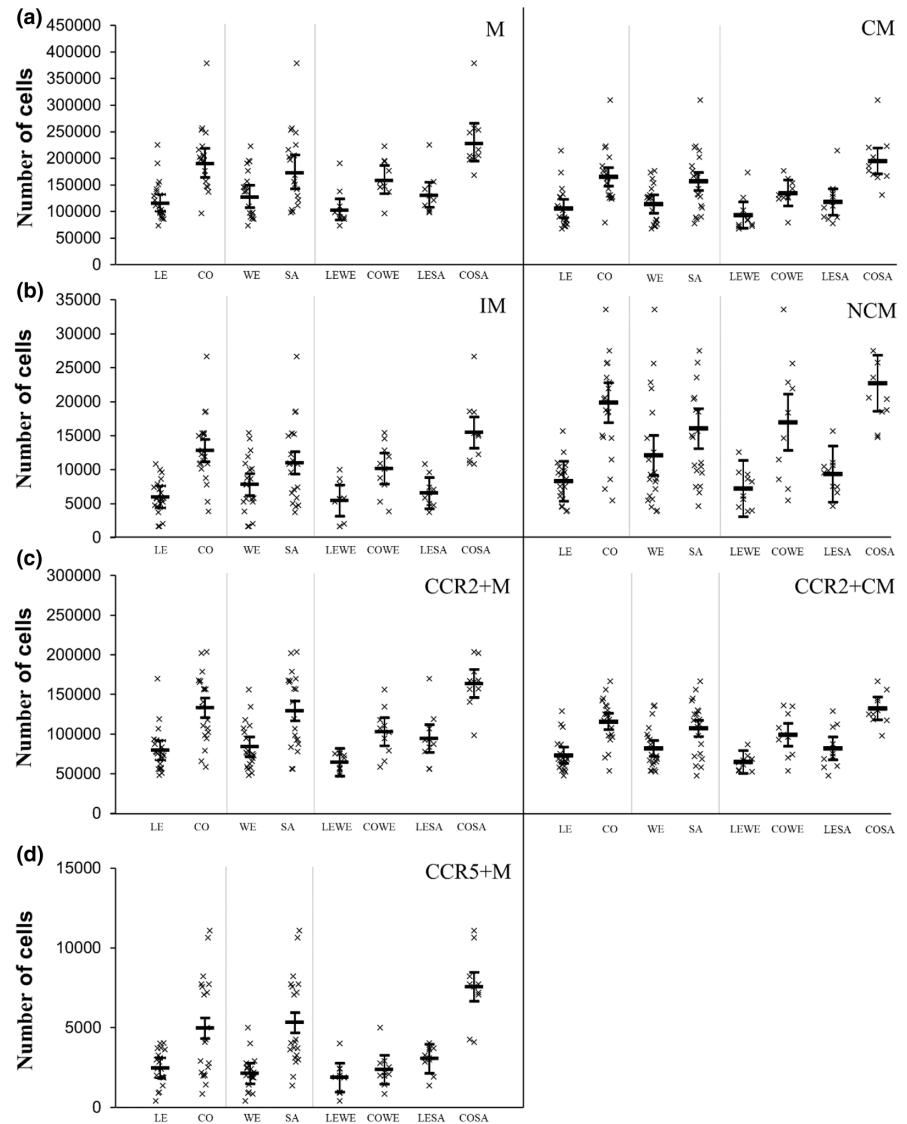 (a)
M
CM
Number of cells
450000
400000
350000
300000
250000
200000
150000
100000
50000
0
LE CO WE SA LEWE COWE LESA COSA
LE CO WE SA LEWE COWE LESA COSA
(b)
IM
NCM
Number of cells
35000
30000
25000
20000
15000
10000
5000
0
LE CO WE SA LEWE COWE LESA COSA
LE CO WE SA LEWE COWE LESA COSA
(c)
CCR2+M
CCR2+CM
Number of cells
300000
250000
200000
150000
100000
50000
0
LE CO WE SA LEWE COWE LESA COSA
LE CO WE SA LEWE COWE LESA COSA
(d)
CCR5+M
Number of cells
15000
10000
5000
0
LE CO WE SA LEWE COWE LESA COSA